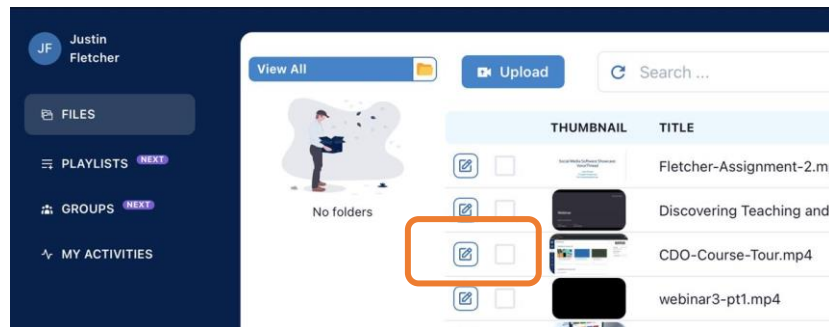 JF
Justin
Fletcher
FILES
PLAYLISTS NEXT
GROUPS NEXT
MY ACTIVITIES
View All
No folders
Upload
Search ...
THUMBNAIL TITLE
Fletcher-Assignment-2.m
Discovering Teaching and
CDO-Course-Tour.mp4
webinar3-pt1.mp4